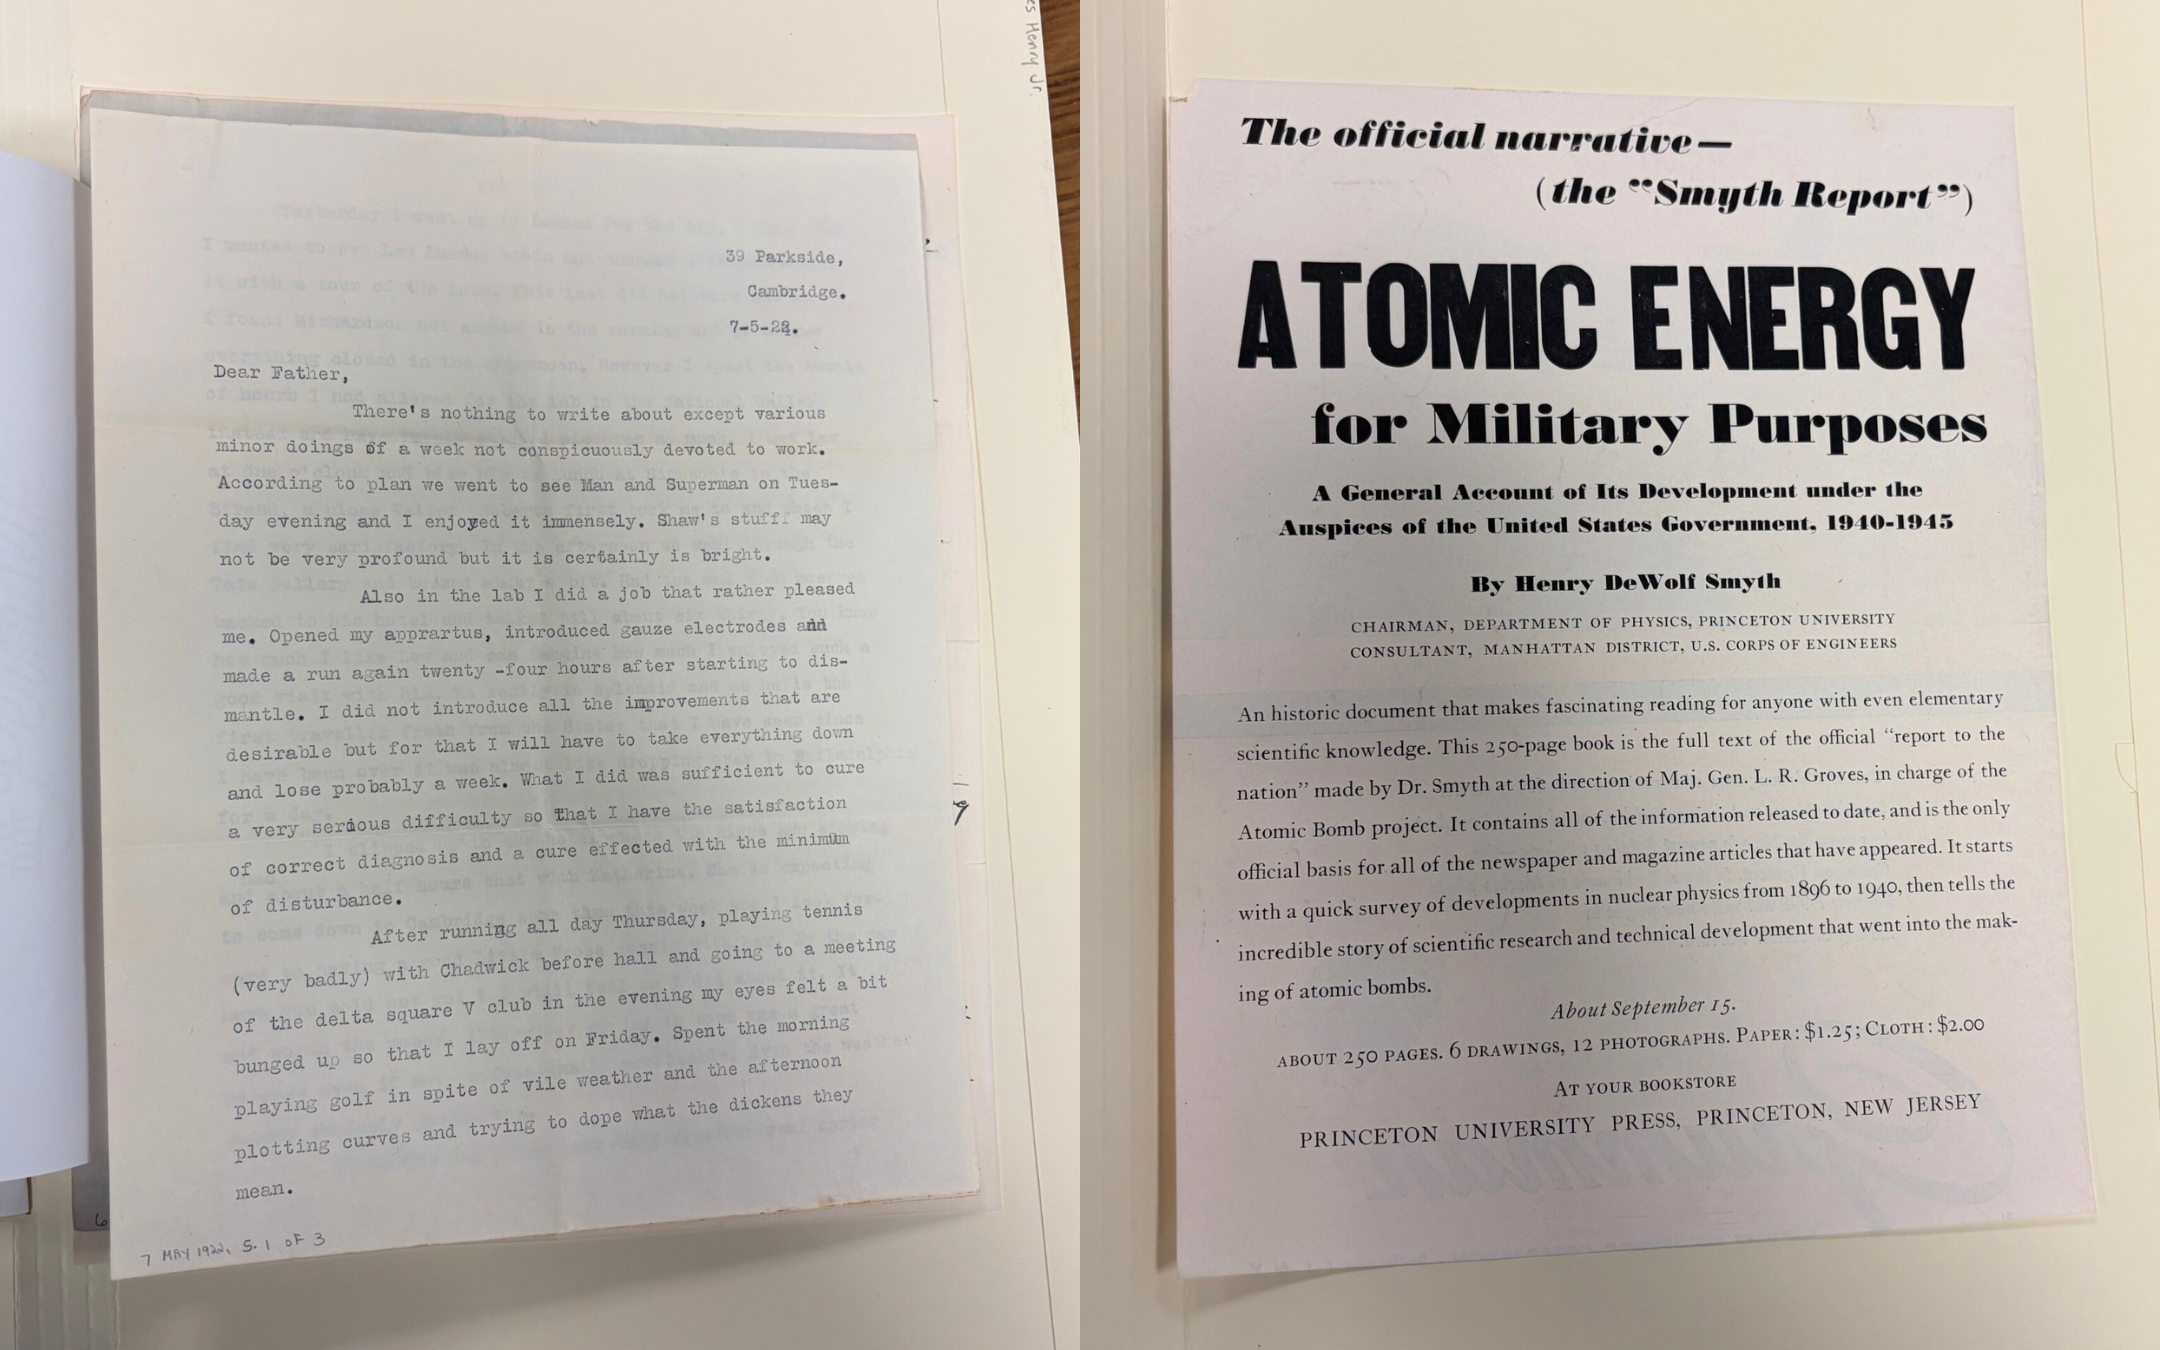 es Henry Jr.
39 Parkside,
Cambridge.
7-5-22.
Dear Father,
There's nothing to write about except various
minor doings of a week not conspicuously devoted to work.
According to plan we went to see Man and Superman on Tues-
day evening and I enjoyed it immensely. Shaw's stuff may
not be very profound but it is certainly is bright.
Also in the lab I did a job that rather pleased
me. Opened my apprartus, introduced gauze electrodes and
made a run again twenty -four hours after starting to dis-
mantle. I did not introduce all the improvements that are
desirable but for that I will have to take everything down
and lose probably a week. What I did was sufficient to cure
a very serious difficulty so that I have the satisfaction
of correct diagnosis and a cure effected with the minimum
of disturbance.
After running all day Thursday, playing tennis
(very badly) with Chadwick before hall and going to a meeting
of the delta square V club in the evening my eyes felt a bit
bunged up so that I lay off on Friday. Spent the morning
playing golf in spite of vile weather and the afternoon
plotting curves and trying to dope what the dickens they
mean.
7 MAY 1922, S. 1 OF 3
The official narrative—
(the "Smyth Report")
ATOMIC ENERGY
for Military Purposes
A General Account of Its Development under the
Auspices of the United States Government, 1940-1945
By Henry DeWolf Smyth
CHAIRMAN, DEPARTMENT OF PHYSICS, PRINCETON UNIVERSITY
CONSULTANT, MANHATTAN DISTRICT, U.S. CORPS OF ENGINEERS
An historic document that makes fascinating reading for anyone with even elementary
scientific knowledge. This 250-page book is the full text of the official "report to the
nation" made by Dr. Smyth at the direction of Maj. Gen. L. R. Groves, in charge of the
Atomic Bomb project. It contains all of the information released to date, and is the only
official basis for all of the newspaper and magazine articles that have appeared. It starts
with a quick survey of developments in nuclear physics from 1896 to 1940, then tells the
incredible story of scientific research and technical development that went into the mak-
ing of atomic bombs.
About September 15.
ABOUT 250 PAGES. 6 DRAWINGS, 12 PHOTOGRAPHS. PAPER: $1.25; CLOTH: $2.00
AT YOUR BOOKSTORE
PRINCETON UNIVERSITY PRESS, PRINCETON, NEW JERSEY